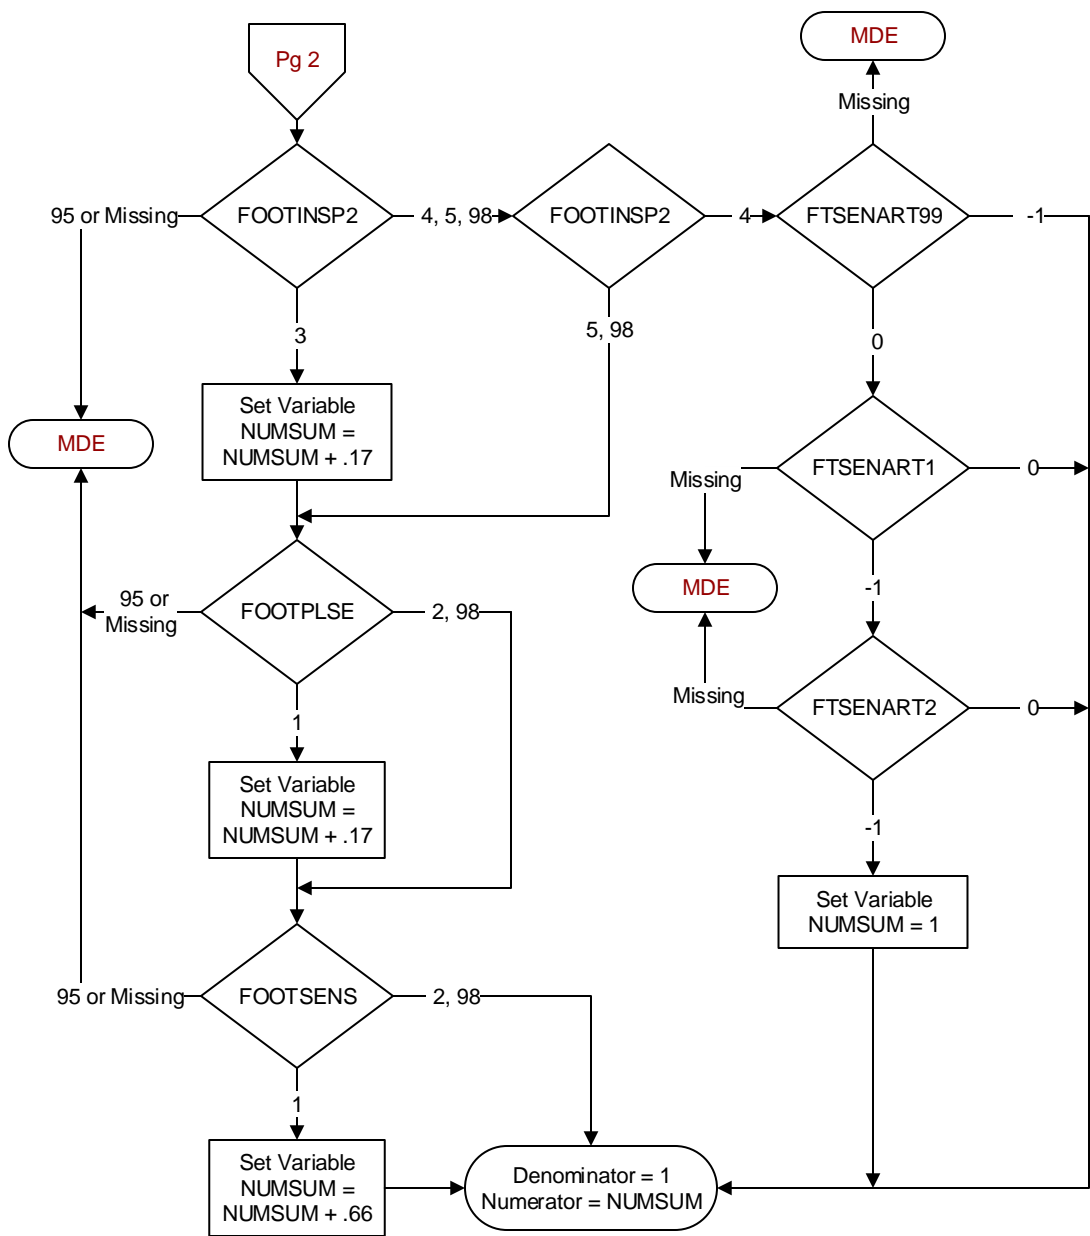 MDE
Pg 2
Missing
95 or Missing
FOOTINSP2
4, 5, 98
FOOTINSP2
4
FTSENART99
-1
3
5, 98
0
Set Variable
NUMSUM =
NUMSUM + .17
MDE
Missing
FTSENART1
0
MDE
-1
95 or
Missing
FOOTPLSE
2, 98
Missing
FTSENART2
0
1
Set Variable
NUMSUM =
NUMSUM + .17
-1
Set Variable
NUMSUM = 1
95 or Missing
FOOTSENS
2, 98
1
Set Variable
NUMSUM =
NUMSUM + .66
Denominator = 1
Numerator = NUMSUM